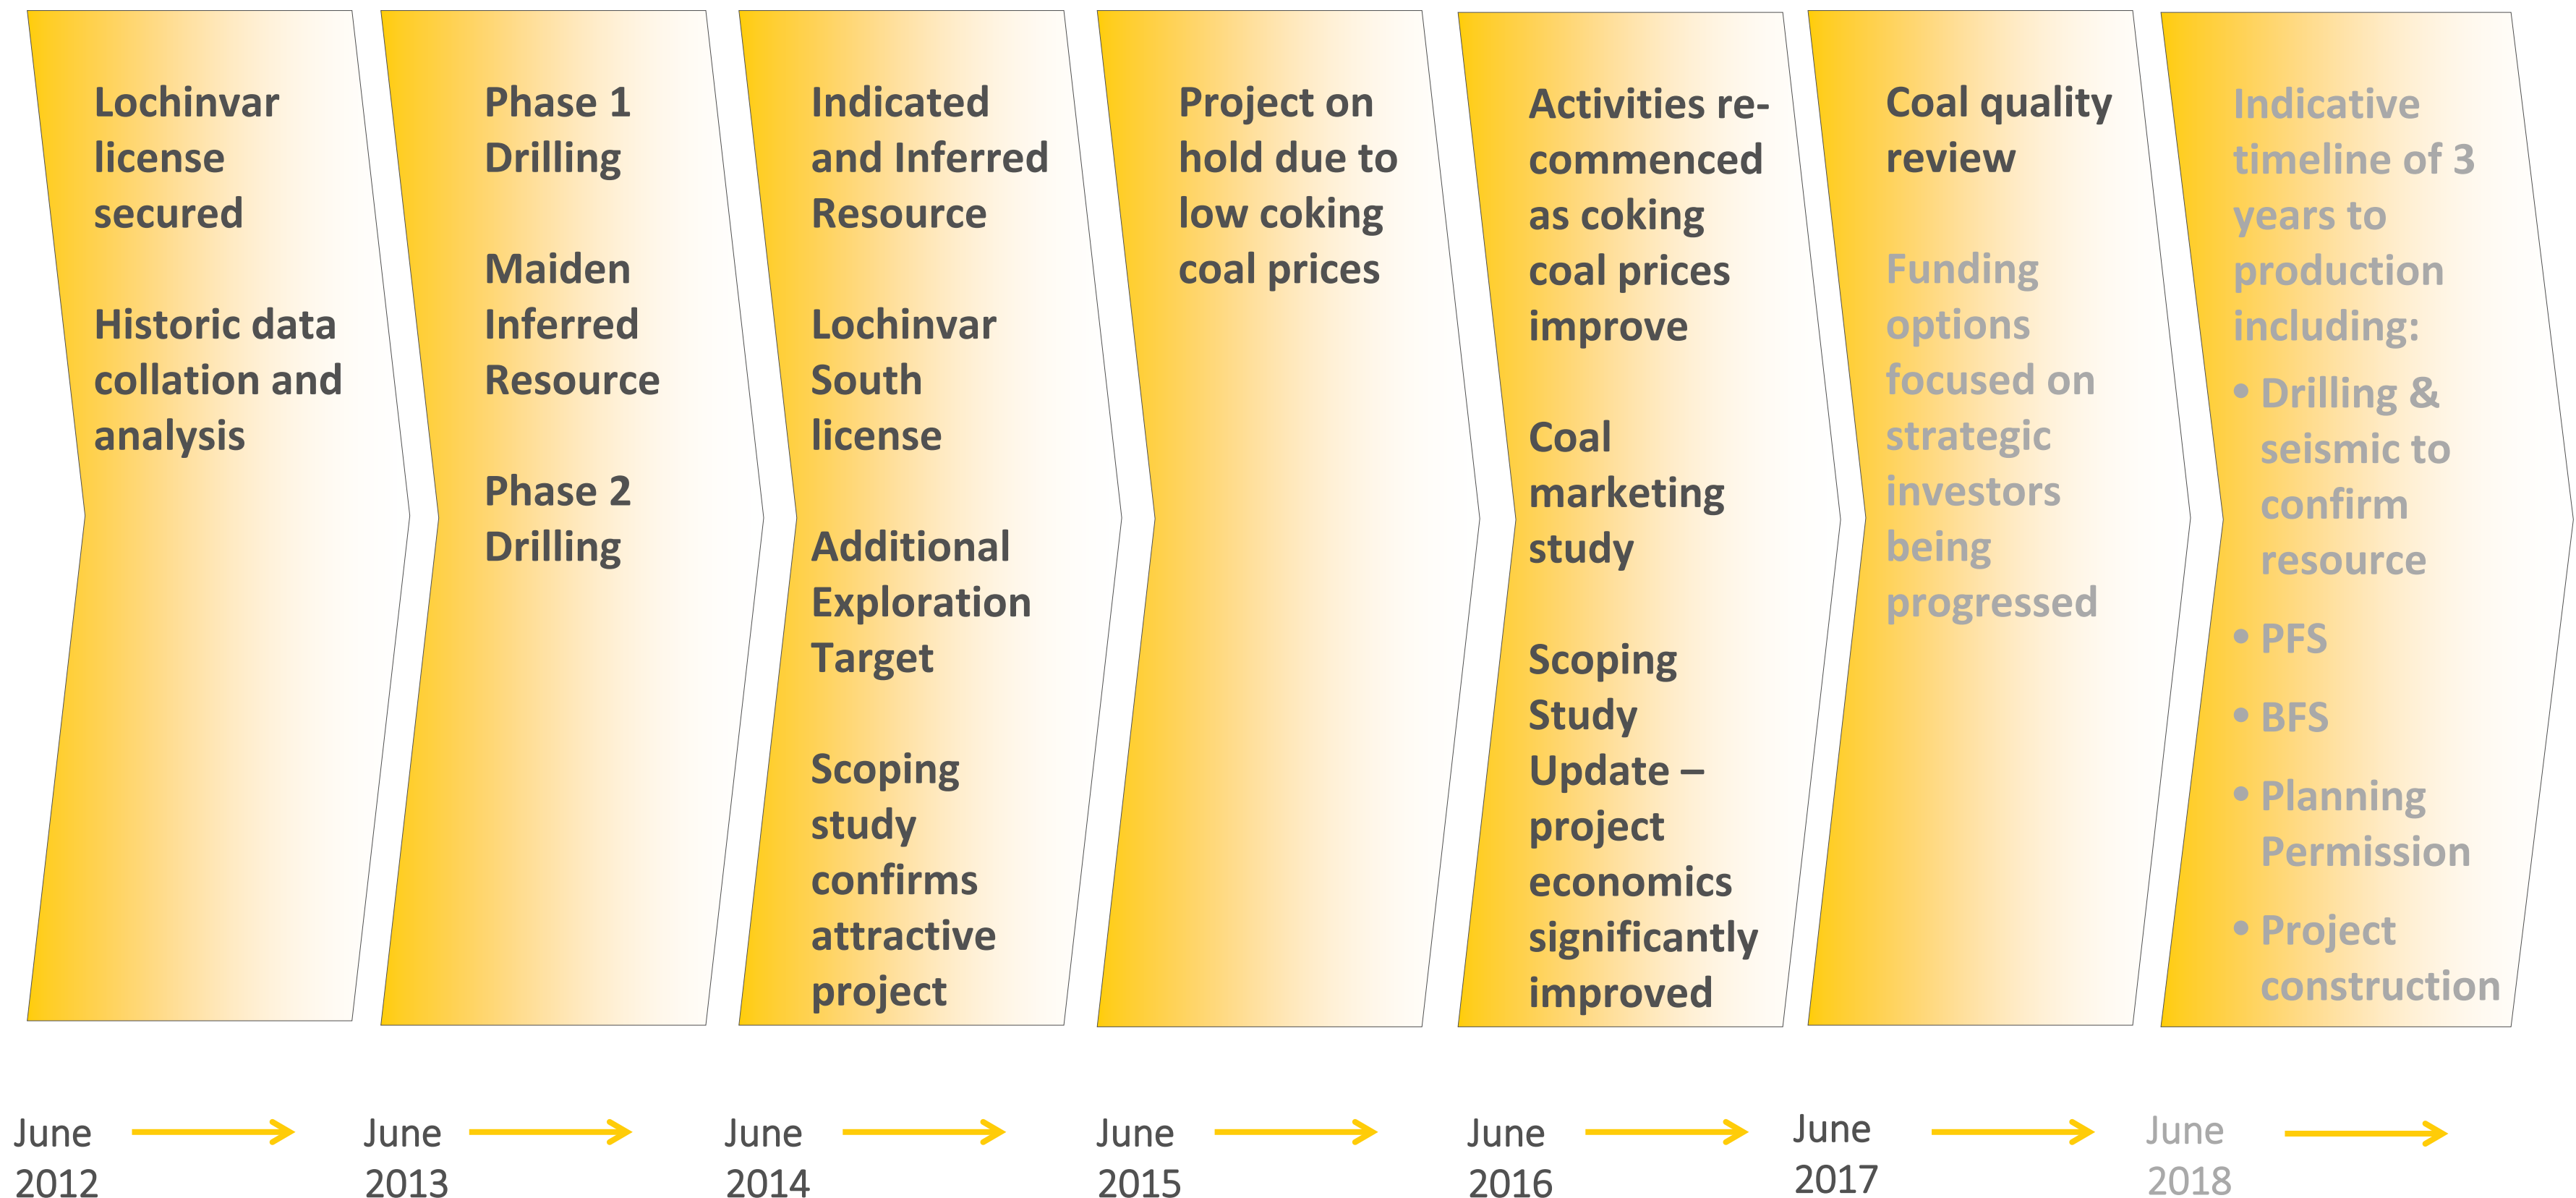 Lochinvar
license
secured
Historic data
collation and
analysis
Phase 1
Drilling
Maiden
Inferred
Resource
Phase 2
Drilling
Indicated
and Inferred
Resource
Lochinvar
South
license
Additional
Exploration
Target
Scoping
study
confirms
attractive
project
Project on
hold due to
low coking
coal prices
Activities re-
commenced
as coking
coal prices
improve
Coal
marketing
study
Scoping
Study
Update –
project
economics
significantly
improved
Coal quality
review
Funding
options
focused on
strategic
investors
being
progressed
Indicative
timeline of 3
years to
production
including:
• Drilling &
seismic to
confirm
resource
• PFS
• BFS
• Planning
Permission
• Project
construction
June
2012
June
2013
June
2014
June
2015
June
2016
June
2017
June
2018